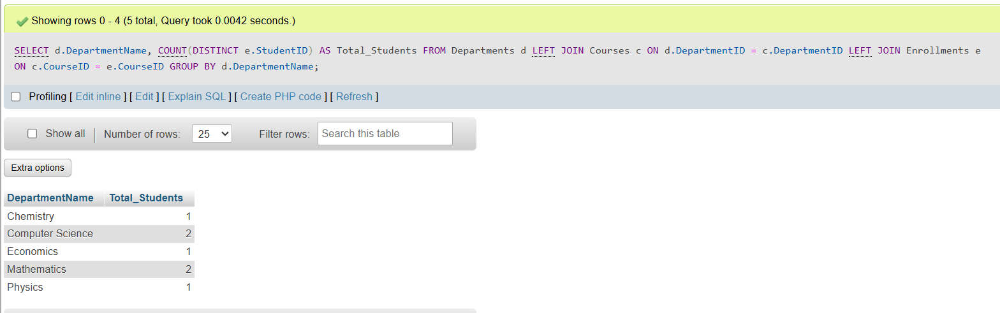 Showing rows 0 - 4 (5 total, Query took 0.0042 seconds.)
SELECT d.DepartmentName, COUNT(DISTINCT e.StudentID) AS Total_Students FROM Departments d LEFT JOIN Courses c ON d.DepartmentID = c.DepartmentID LEFT JOIN Enrollments e
ON c.CourseID = e.CourseID GROUP BY d.DepartmentName;
Profiling [ Edit inline ] [ Edit ] [ Explain SQL ] [ Create PHP code ] [ Refresh ]
Show all Number of rows: 25 Filter rows: Search this table
Extra options
DepartmentName Total_Students
Chemistry 1
Computer Science 2
Economics 1
Mathematics 2
Physics 1